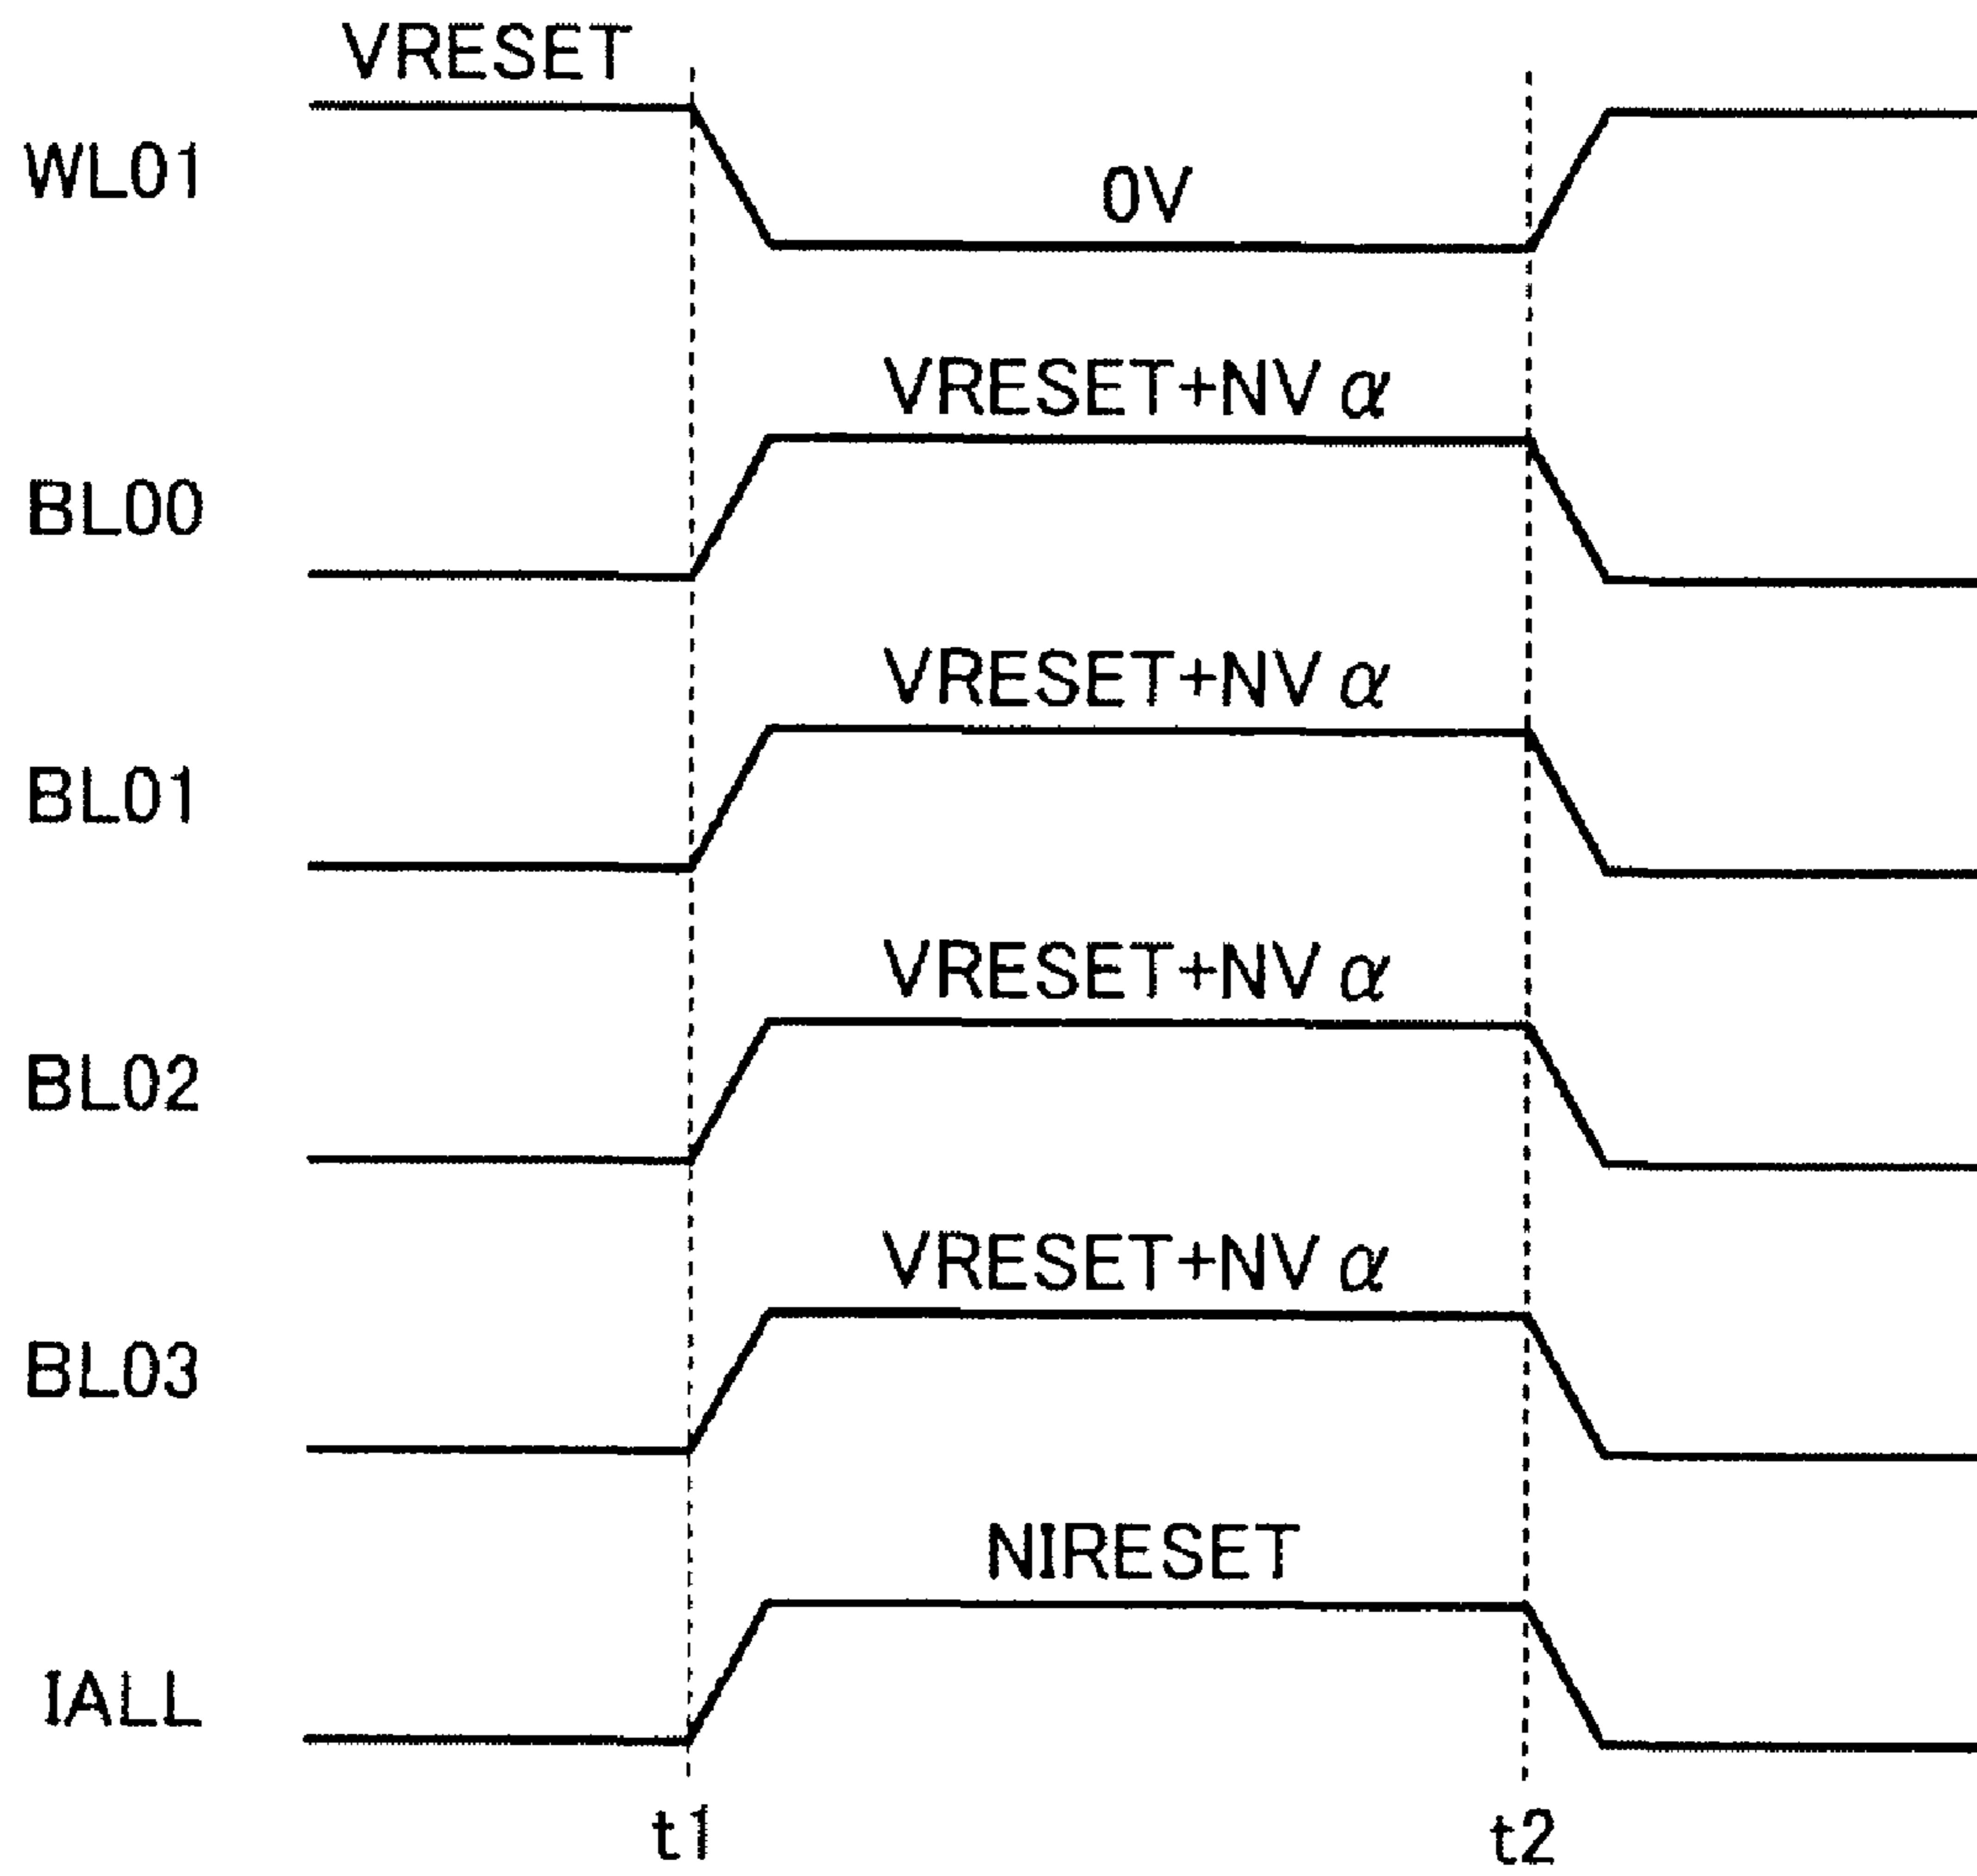 VRESET
WL01
0V
VRESET+NVα
BL00
VRESET+NVα
BL01
VRESET+NVα
BL02
VRESET+NVα
BL03
NIRESET
IALL
t1 t2